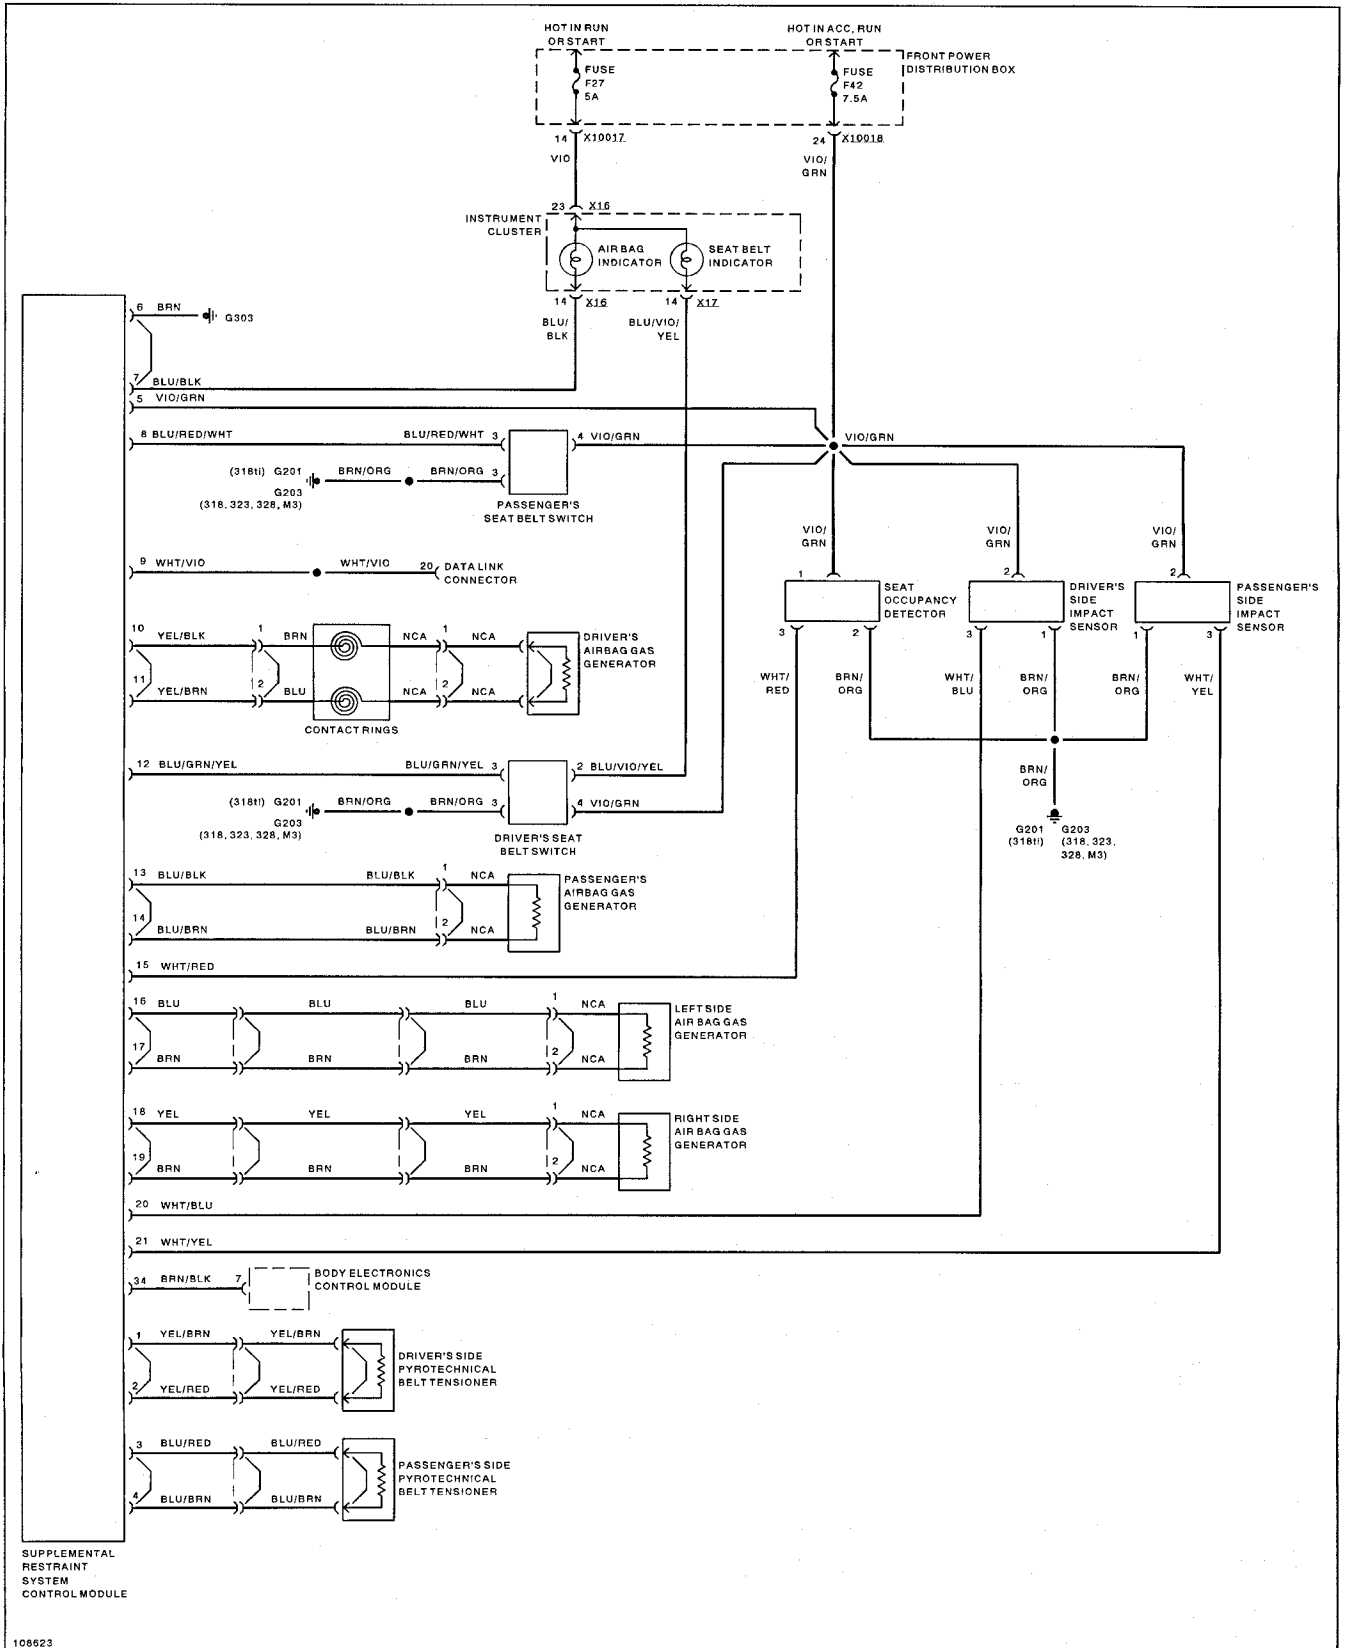 HOT IN RUN
OR START
HOT IN ACC, RUN
OR START
FRONT POWER
DISTRIBUTION BOX
FUSE
F27
5A
FUSE
F42
7.5A
14 X10017
24 X10018
VIO
VIO/
GRN
23 X16
INSTRUMENT
CLUSTER
AIR BAG
INDICATOR
SEAT BELT
INDICATOR
14 X16
14 X17
BLU/
BLK
BLU/VIO/
YEL
6 BRN
G303
7 BLU/BLK
5 VIO/GRN
8 BLU/RED/WHT
BLU/RED/WHT 3
4 VIO/GRN
VIO/GRN
(318ti) G201
G203
(318, 323, 328, M3)
BRN/ORG
BRN/ORG 3
PASSENGER'S
SEAT BELT SWITCH
VIO/
GRN
VIO/
GRN
VIO/
GRN
9 WHT/VIO
WHT/VIO
20 DATA LINK
CONNECTOR
1
2
2
SEAT
OCCUPANCY
DETECTOR
DRIVER'S
SIDE
IMPACT
SENSOR
PASSENGER'S
SIDE
IMPACT
SENSOR
3
2
3
1
1
3
10 YEL/BLK
1 BRN
NCA 1 NCA
DRIVER'S
AIRBAG GAS
GENERATOR
11 YEL/BRN
2 BLU
NCA 2 NCA
CONTACT RINGS
WHT/
RED
BRN/
ORG
WHT/
BLU
BRN/
ORG
BRN/
ORG
WHT/
YEL
12 BLU/GRN/YEL
BLU/GRN/YEL 3
2 BLU/VIO/YEL
BRN/
ORG
(318ti) G201
G203
(318, 323, 328, M3)
BRN/ORG
BRN/ORG 3
4 VIO/GRN
DRIVER'S SEAT
BELT SWITCH
G201
(318ti)
G203
(318, 323,
328, M3)
13 BLU/BLK
BLU/BLK 1 NCA
PASSENGER'S
AIRBAG GAS
GENERATOR
14 BLU/BRN
BLU/BRN 2 NCA
15 WHT/RED
16 BLU
BLU
BLU
1 NCA
LEFT SIDE
AIR BAG GAS
GENERATOR
17 BRN
BRN
BRN
2 NCA
18 YEL
YEL
YEL
1 NCA
RIGHT SIDE
AIR BAG GAS
GENERATOR
19 BRN
BRN
BRN
2 NCA
20 WHT/BLU
21 WHT/YEL
34 BRN/BLK 7
BODY ELECTRONICS
CONTROL MODULE
1 YEL/BRN
YEL/BRN
DRIVER'S SIDE
PYROTECHNICAL
BELT TENSIONER
2 YEL/RED
YEL/RED
3 BLU/RED
BLU/RED
PASSENGER'S SIDE
PYROTECHNICAL
BELT TENSIONER
4 BLU/BRN
BLU/BRN
SUPPLEMENTAL
RESTRAINT
SYSTEM
CONTROL MODULE
108623